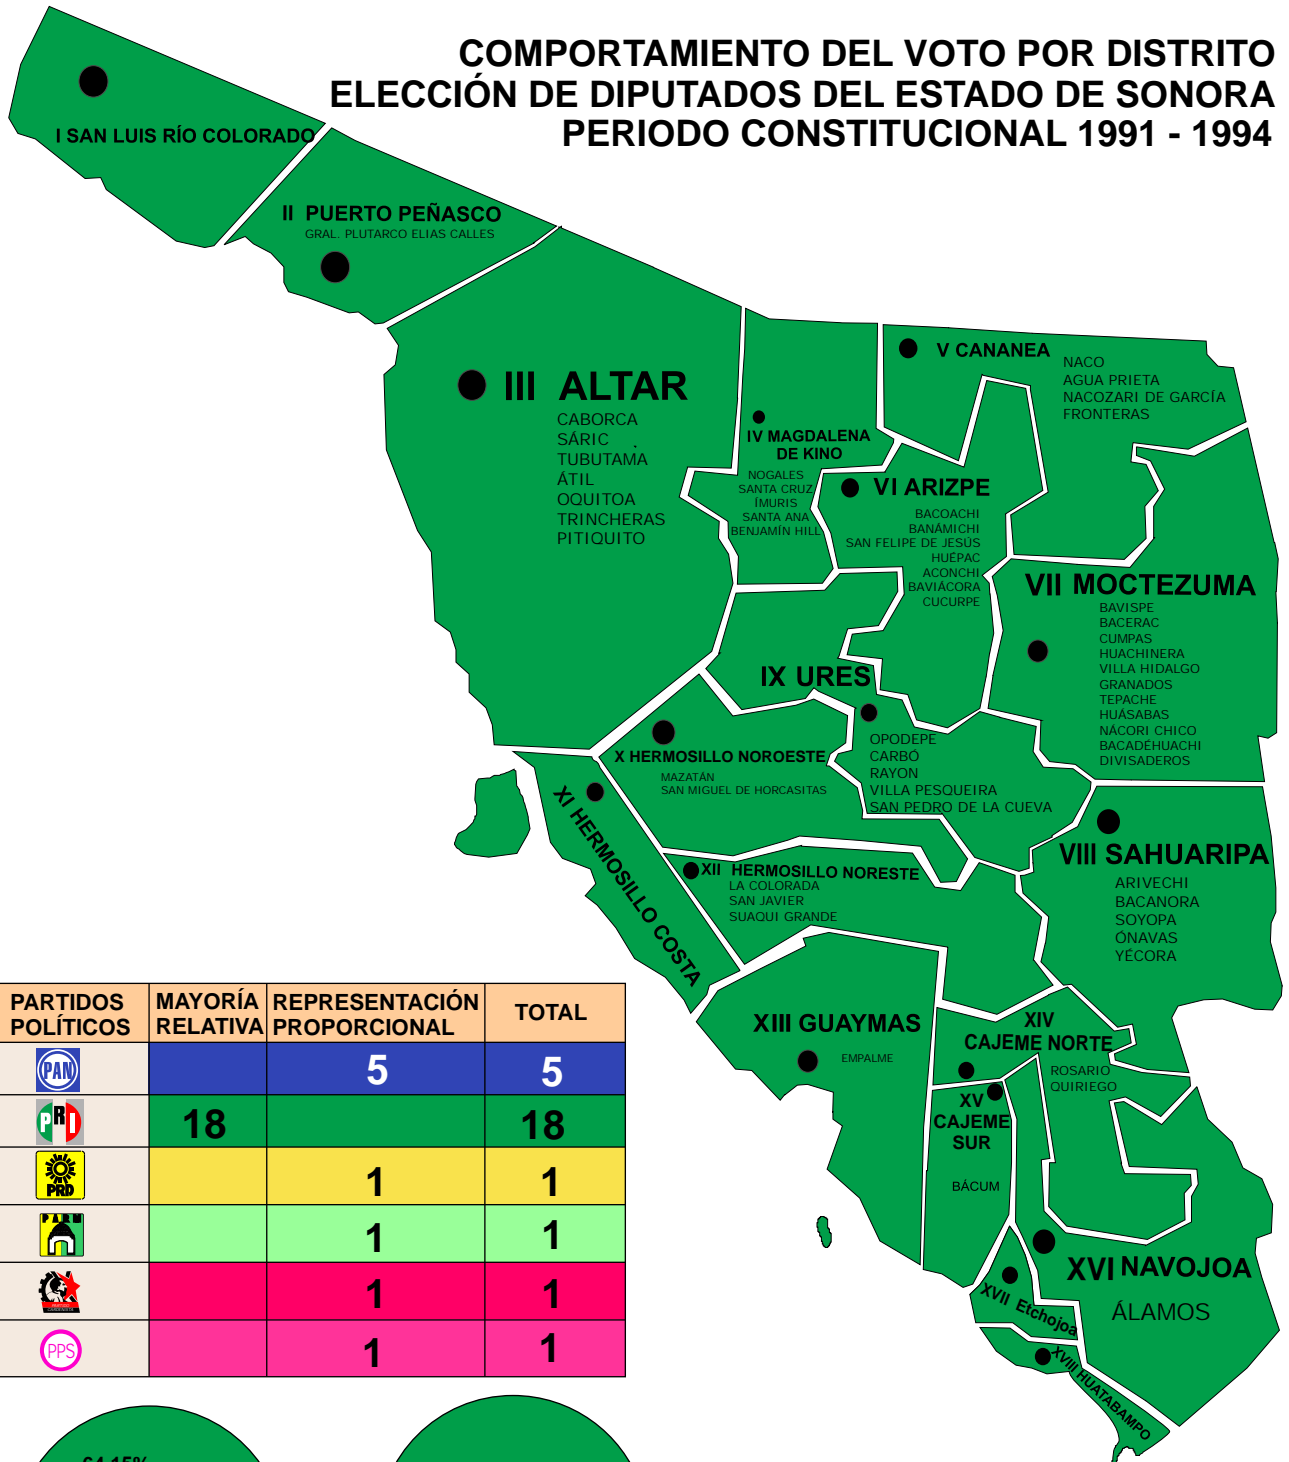 COMPORTAMIENTO DEL VOTO POR DISTRITO
ELECCIÓN DE DIPUTADOS DEL ESTADO DE SONORA
PERIODO CONSTITUCIONAL 1991 - 1994
I SAN LUIS RÍO COLORADO
II PUERTO PEÑASCO
GRAL. PLUTARCO ELIAS CALLES
III ALTAR
CABORCA
SÁRIC
TUBUTAMA
ÁTIL
OQUITOA
TRINCHERAS
PITIQUITO
IV MAGDALENA
DE KINO
NOGALES
SANTA CRUZ
ÍMURIS
SANTA ANA
BENJAMÍN HILL
V CANANEA
NACO
AGUA PRIETA
NACOZARI DE GARCÍA
FRONTERAS
VI ARIZPE
BACOACHI
BANÁMICHI
SAN FELIPE DE JESÚS
HUÉPAC
ACONCHI
BAVIÁCORA
CUCURPE
VII MOCTEZUMA
BAVISPE
BACERAC
CUMPAS
HUACHINERA
VILLA HIDALGO
GRANADOS
TEPACHE
HUÁSABAS
NÁCORI CHICO
BACADÉHUACHI
DIVISADEROS
IX URES
OPODEPE
CARBÓ
RAYON
VILLA PESQUEIRA
SAN PEDRO DE LA CUEVA
X HERMOSILLO NOROESTE
MAZATÁN
SAN MIGUEL DE HORCASITAS
XI HERMOSILLO COSTA
VIII SAHUARIPA
ARIVECHI
BACANORA
SOYOPA
ÓNAVAS
YÉCORA
XII HERMOSILLO NORESTE
LA COLORADA
SAN JAVIER
SUAQUI GRANDE
XIII GUAYMAS
EMPALME
XIV
CAJEME NORTE
ROSARIO
QUIRIEGO
XV
CAJEME
SUR
BÁCUM
XVI NAVOJOA
ÁLAMOS
XVII Etchojoa
XVIII HUATABAMPO
PARTIDOS POLÍTICOS MAYORÍA RELATIVA REPRESENTACIÓN PROPORCIONAL TOTAL
PAN 5 5
PRI 18 18
PRD 1 1
PARM 1 1
1 1
PPS 1 1
64.15%